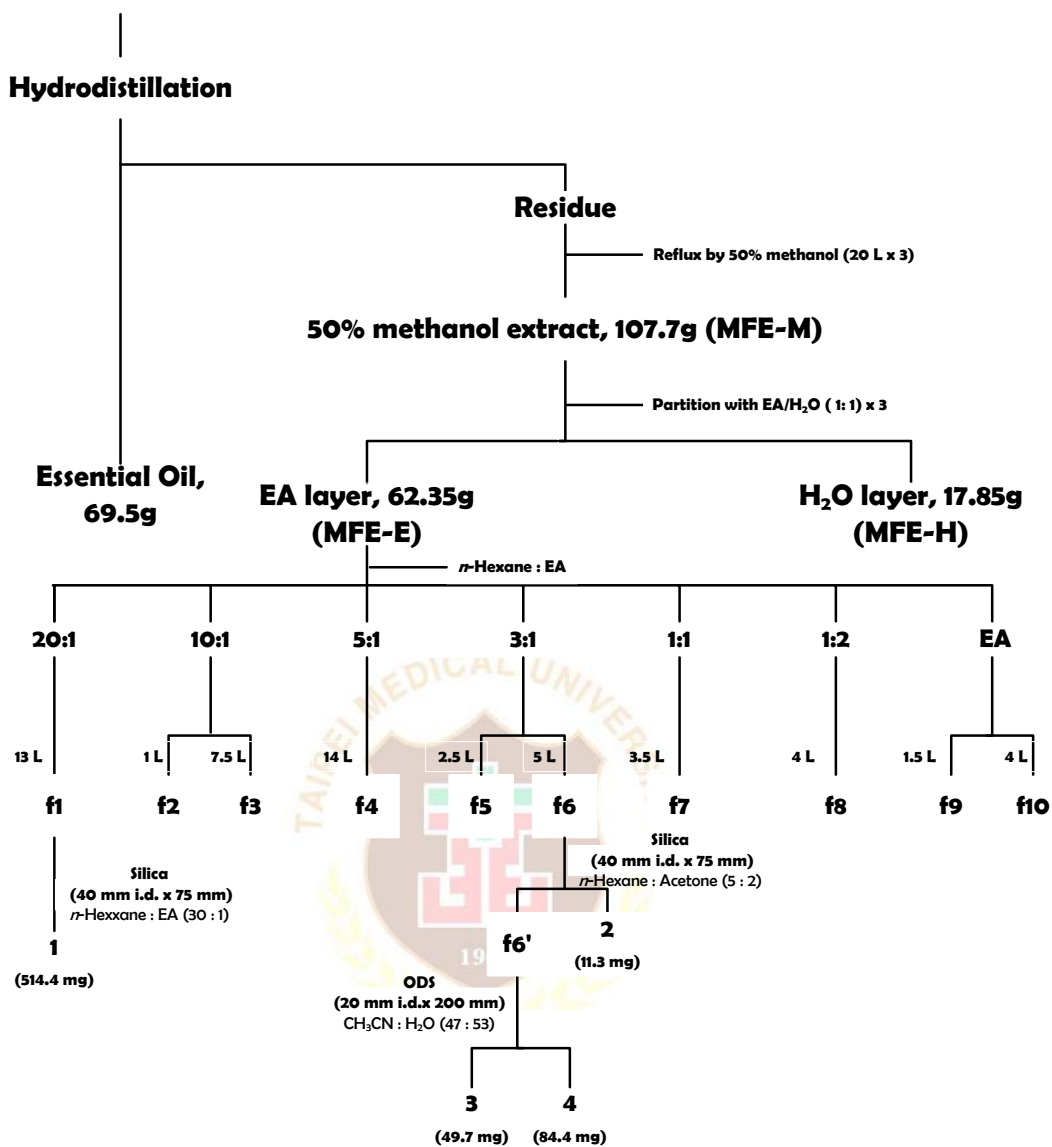 Hydrodistillation
Residue
Reflux by 50% methanol (20 L x 3)
50% methanol extract, 107.7g (MFE-M)
Partition with EA/H₂O ( 1: 1) x 3
Essential Oil,
69.5g
EA layer, 62.35g
(MFE-E)
H₂O layer, 17.85g
(MFE-H)
n-Hexane : EA
20:1
10:1
5:1
3:1
1:1
1:2
EA
13 L
1 L
7.5 L
14 L
2.5 L
5 L
3.5 L
4 L
1.5 L
4 L
f1
f2
f3
f4
f5
f6
f7
f8
f9
f10
Silica
(40 mm i.d. x 75 mm)
n-Hexxane : EA (30 : 1)
1
(514.4 mg)
Silica
(40 mm i.d. x 75 mm)
n-Hexane : Acetone (5 : 2)
f6'
2
(11.3 mg)
ODS
(20 mm i.d.x 200 mm)
CH₃CN : H₂O (47 : 53)
3
(49.7 mg)
4
(84.4 mg)
TAIPEI MEDICAL UNIVERS
19